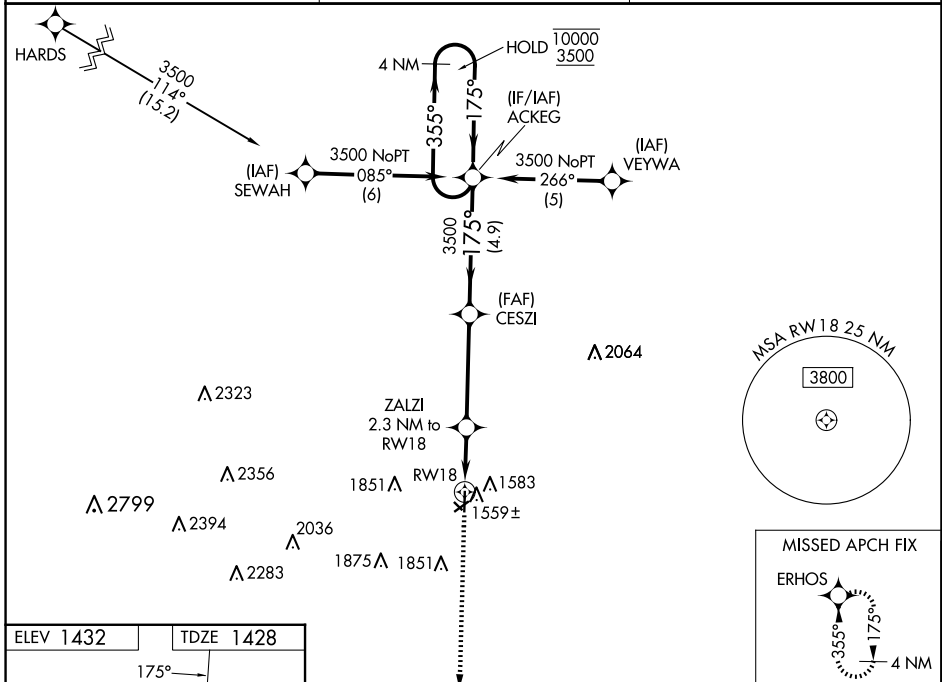 HARDS
3500
114°
(15.2)
4 NM
HOLD 10000
3500
355°
175°
(IF/IAF)
ACKEG
(IAF)
SEWAH
3500 NoPT
085°
(6)
3500 NoPT
266°
(5)
(IAF)
VEYWA
3500
175°
(4.9)
(FAF)
CESZI
2064
MSA RW18 25 NM
3800
2323
ZALZI
2.3 NM to
RW18
2356
1851
RW18
1583
1559±
2799
2394
2036
2283
1875
1851
MISSED APCH FIX
ERHOS
355°
175°
4 NM
ELEV 1432
TDZE 1428
175°